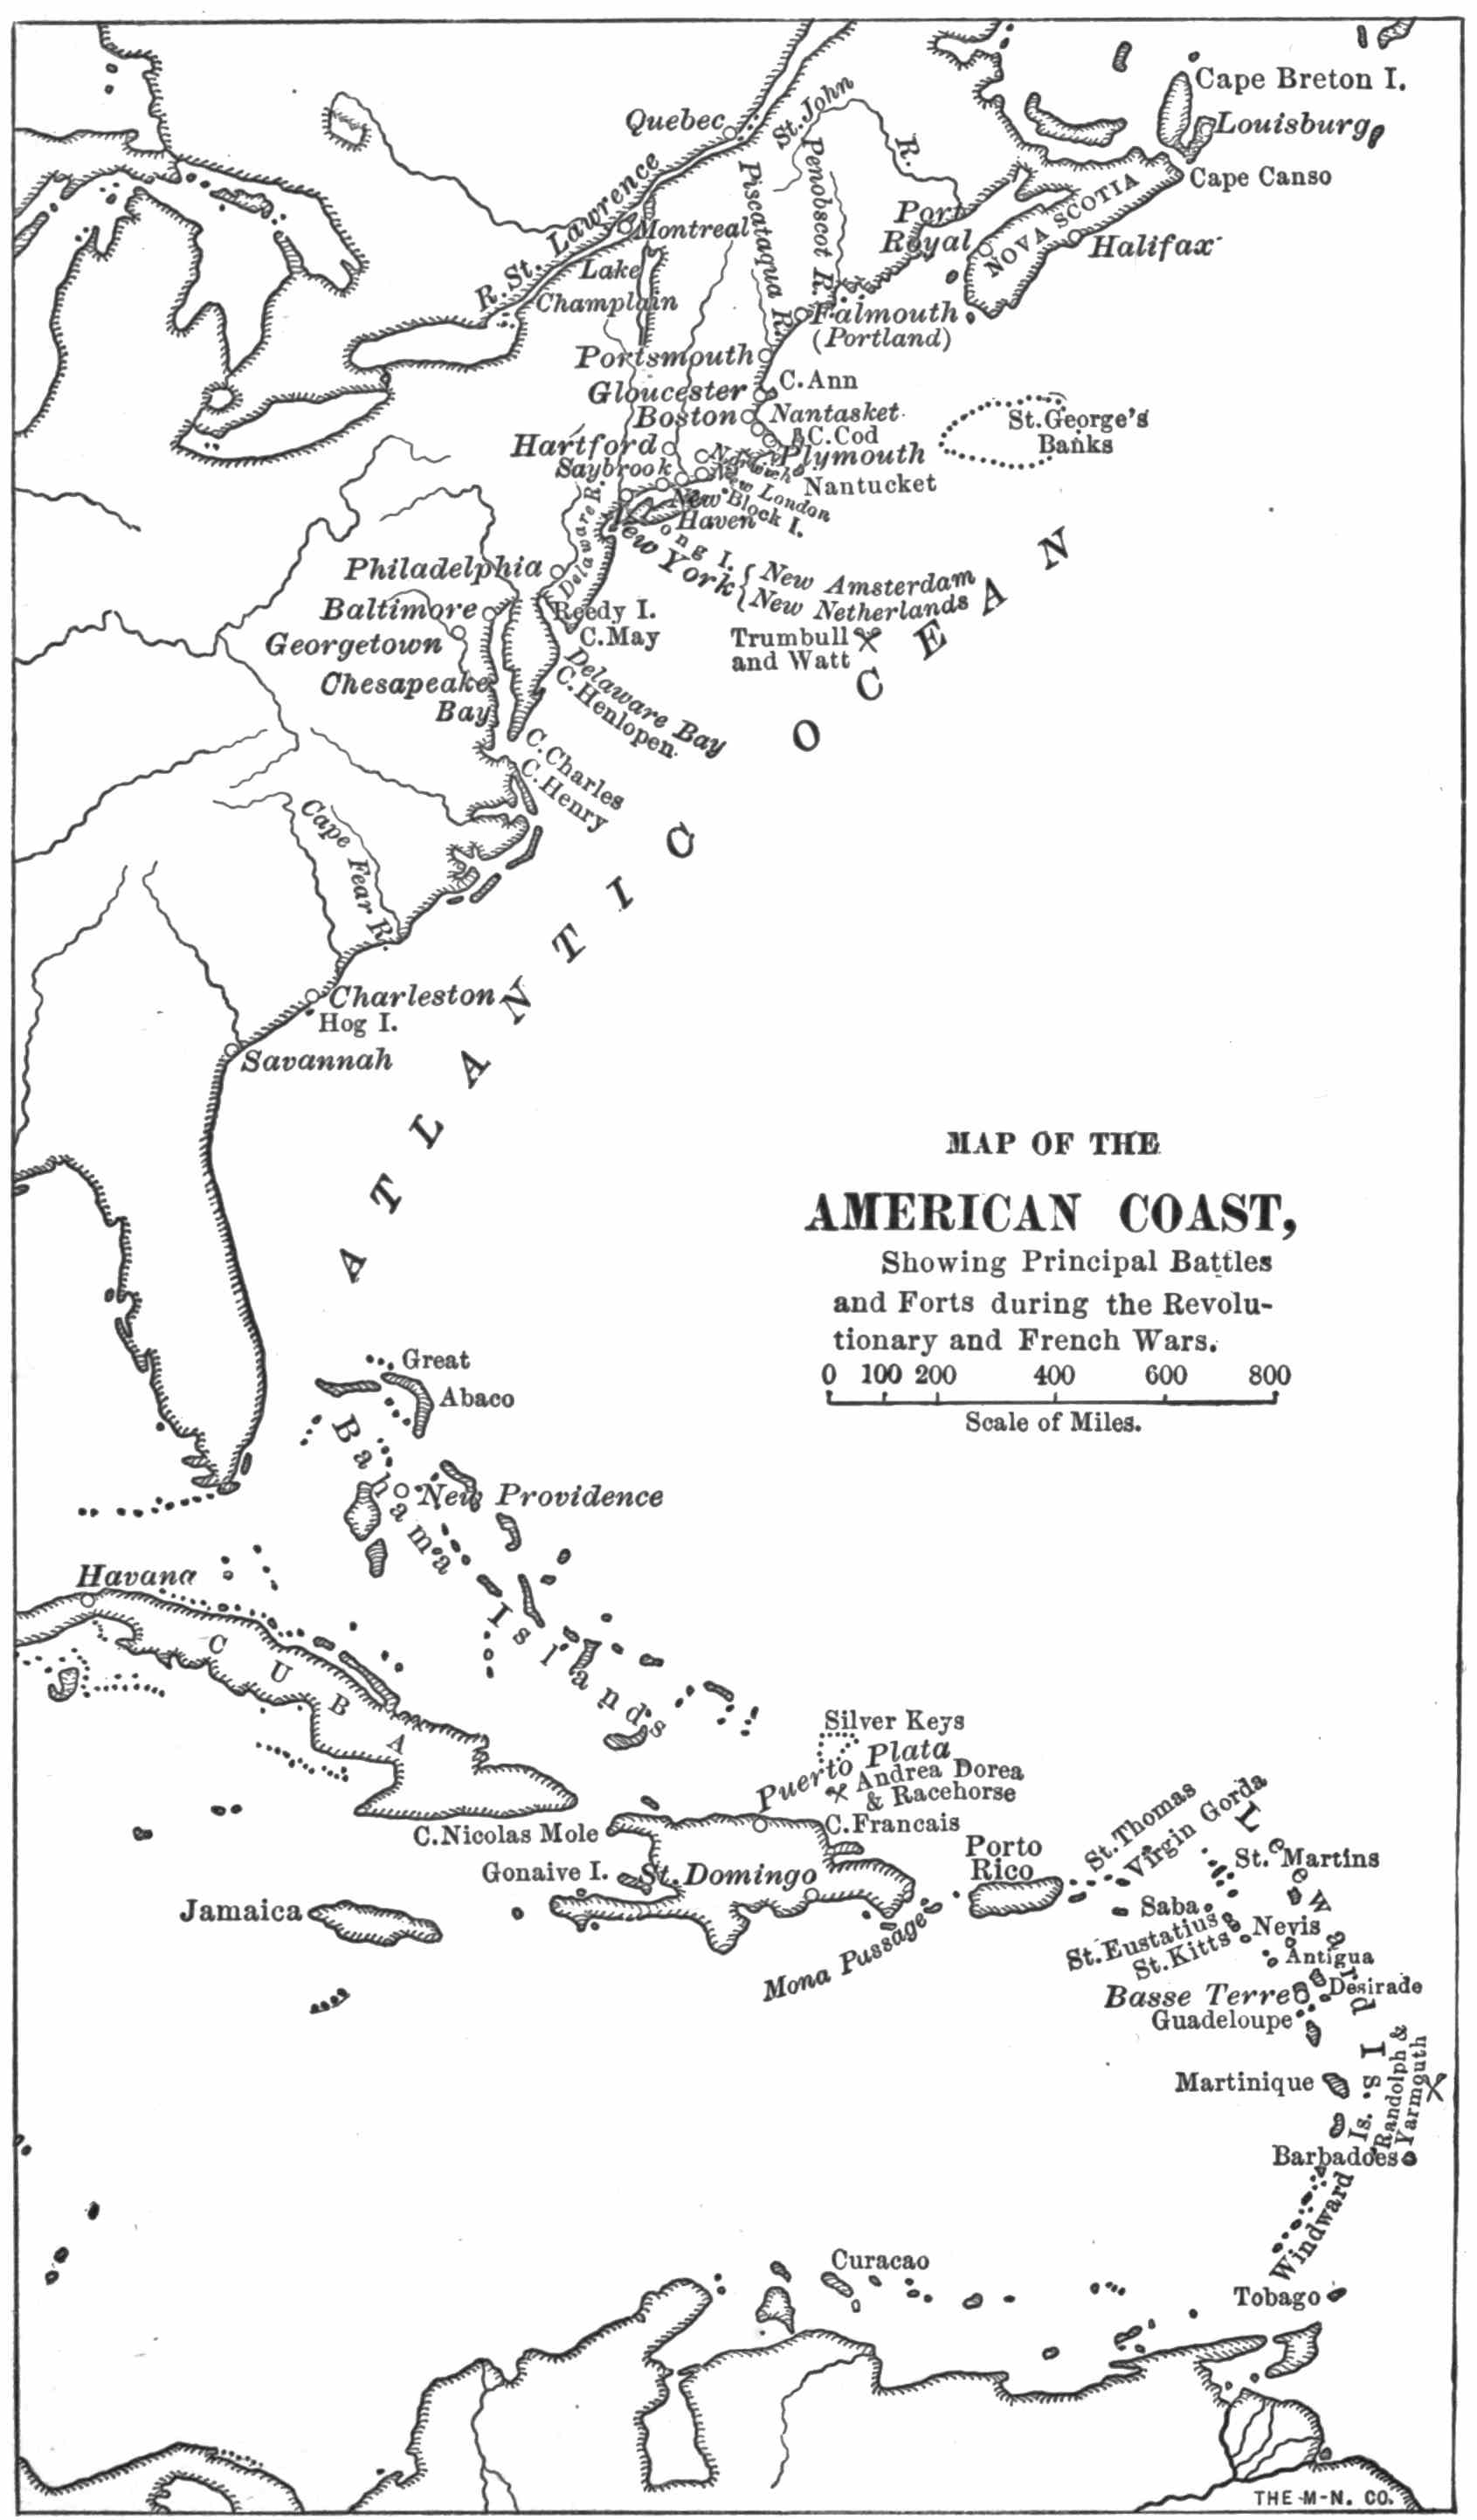 Cape Breton I.
Louisburg
Cape Canso
Quebec
St. John
R.
Penobscot R.
Piscataqua R.
R. St. Lawrence
Montreal
Port
Royal
NOVA SCOTIA
Halifax
Lake
Champlain
Falmouth
(Portland)
Portsmouth
C. Ann
Gloucester
Boston
Nantasket
St. George's
Banks
C. Cod
Hartford
Norwich
Plymouth
Saybrook
New London
Nantucket
New
Haven
Block I.
Long I.
New York
New Amsterdam
New Netherlands
Delaware R.
Philadelphia
Baltimore
Reedy I.
Georgetown
C. May
Trumbull
and Watt
Chesapeake
Bay
Delaware Bay
C. Henlopen
C. Charles
C. Henry
Cape Fear R.
ATLANTIC OCEAN
Charleston
Hog I.
Savannah
MAP OF THE
AMERICAN COAST,
Showing Principal Battles
and Forts during the Revolu-
tionary and French Wars.
0 100 200 400 600 800
Scale of Miles.
Great
Abaco
Bahama Islands
New Providence
Havana
CUBA
Silver Keys
Puerto Plata
Andrea Dorea
& Racehorse
C. Nicolas Mole
C. Francais
Gonaive I.
St. Domingo
Porto
Rico
St. Thomas
Virgin Gorda
Leeward Is.
St. Martins
Jamaica
Mona Passage
Saba
St. Eustatius
St. Kitts
Nevis
Antigua
Basse Terre
Desirade
Guadeloupe
Martinique
Randolph &
Yarmouth
Barbadoes
Windward Is.
Curacao
Tobago
THE M-N. CO.